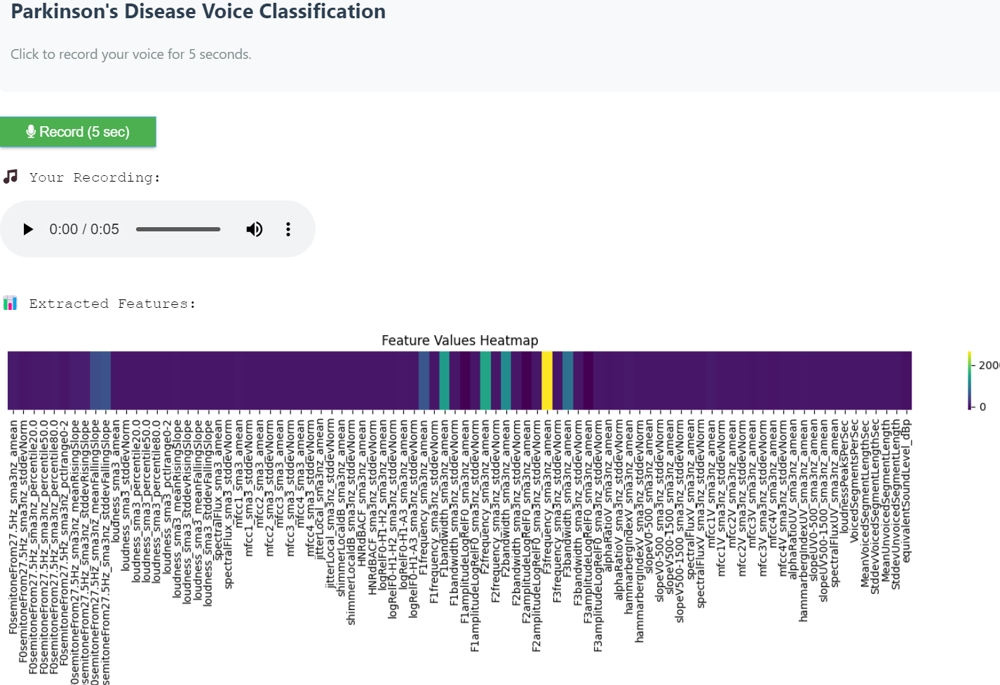 Parkinson's Disease Voice Classification
Click to record your voice for 5 seconds.
Record (5 sec)
Your Recording:
0:00 / 0:05
Extracted Features:
Feature Values Heatmap
200
0
F0semitoneFrom27.5Hz_sma3nz_amean
F0semitoneFrom27.5Hz_sma3nz_stddevNorm
F0semitoneFrom27.5Hz_sma3nz_percentile20.0
F0semitoneFrom27.5Hz_sma3nz_percentile50.0
F0semitoneFrom27.5Hz_sma3nz_percentile80.0
F0semitoneFrom27.5Hz_sma3nz_pctlrange0-2
0semitoneFrom27.5Hz_sma3nz_meanRisingSlope
semitoneFrom27.5Hz_sma3nz_stddevRisingSlope
0semitoneFrom27.5Hz_sma3nz_meanFallingSlope
semitoneFrom27.5Hz_sma3nz_stddevFallingSlope
loudness_sma3_amean
loudness_sma3_stddevNorm
loudness_sma3_percentile20.0
loudness_sma3_percentile50.0
loudness_sma3_percentile80.0
loudness_sma3_pctlrange0-2
loudness_sma3_meanRisingSlope
loudness_sma3_stddevRisingSlope
loudness_sma3_meanFallingSlope
loudness_sma3_stddevFallingSlope
spectralFlux_sma3_amean
spectralFlux_sma3_stddevNorm
mfcc1_sma3_amean
mfcc1_sma3_stddevNorm
mfcc2_sma3_amean
mfcc2_sma3_stddevNorm
mfcc3_sma3_amean
mfcc3_sma3_stddevNorm
mfcc4_sma3_amean
mfcc4_sma3_stddevNorm
jitterLocal_sma3nz_amean
jitterLocal_sma3nz_stddevNorm
shimmerLocaldB_sma3nz_amean
shimmerLocaldB_sma3nz_stddevNorm
HNRdBACF_sma3nz_amean
HNRdBACF_sma3nz_stddevNorm
logRelF0-H1-H2_sma3nz_amean
logRelF0-H1-H2_sma3nz_stddevNorm
logRelF0-H1-A3_sma3nz_amean
logRelF0-H1-A3_sma3nz_stddevNorm
F1frequency_sma3nz_amean
F1frequency_sma3nz_stddevNorm
F1bandwidth_sma3nz_amean
F1bandwidth_sma3nz_stddevNorm
F1amplitudeLogRelF0_sma3nz_amean
F1amplitudeLogRelF0_sma3nz_stddevNorm
F2frequency_sma3nz_amean
F2frequency_sma3nz_stddevNorm
F2bandwidth_sma3nz_amean
F2bandwidth_sma3nz_stddevNorm
F2amplitudeLogRelF0_sma3nz_amean
F2amplitudeLogRelF0_sma3nz_stddevNorm
F3frequency_sma3nz_amean
F3frequency_sma3nz_stddevNorm
F3bandwidth_sma3nz_amean
F3bandwidth_sma3nz_stddevNorm
F3amplitudeLogRelF0_sma3nz_amean
F3amplitudeLogRelF0_sma3nz_stddevNorm
alphaRatioV_sma3nz_amean
alphaRatioV_sma3nz_stddevNorm
hammarbergIndexV_sma3nz_amean
hammarbergIndexV_sma3nz_stddevNorm
slopeV0-500_sma3nz_amean
slopeV0-500_sma3nz_stddevNorm
slopeV500-1500_sma3nz_amean
slopeV500-1500_sma3nz_stddevNorm
spectralFluxV_sma3nz_amean
spectralFluxV_sma3nz_stddevNorm
mfcc1V_sma3nz_amean
mfcc1V_sma3nz_stddevNorm
mfcc2V_sma3nz_amean
mfcc2V_sma3nz_stddevNorm
mfcc3V_sma3nz_amean
mfcc3V_sma3nz_stddevNorm
mfcc4V_sma3nz_amean
mfcc4V_sma3nz_stddevNorm
alphaRatioUV_sma3nz_amean
hammarbergIndexUV_sma3nz_amean
slopeUV0-500_sma3nz_amean
slopeUV500-1500_sma3nz_amean
spectralFluxUV_sma3nz_amean
loudnessPeaksPerSec
VoicedSegmentsPerSec
MeanVoicedSegmentLengthSec
StddevVoicedSegmentLengthSec
MeanUnvoicedSegmentLength
StddevUnvoicedSegmentLength
equivalentSoundLevel_dBp